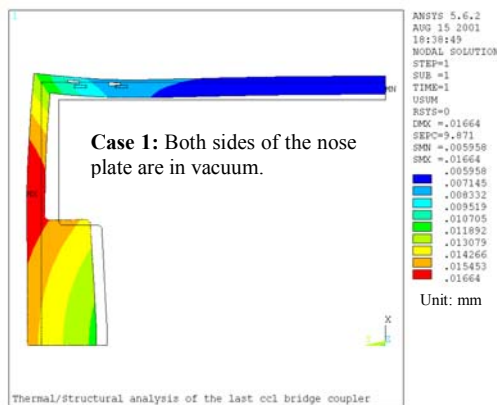 1
ANSYS 5.6.2
AUG 15 2001
18:38:49
NODAL SOLUTION
STEP=1
SUB =1
TIME=1
USUM
RSYS=0
DMX =.01664
SEPC=9.871
SMN =.005958
SMX =.01664
.005958
.007145
.008332
.009519
.010705
.011892
.013079
.014266
.015453
.01664
Unit: mm
MN
Case 1: Both sides of the nose
plate are in vacuum.
MX
X
Thermal/Structural analysis of the last ccl bridge coupler